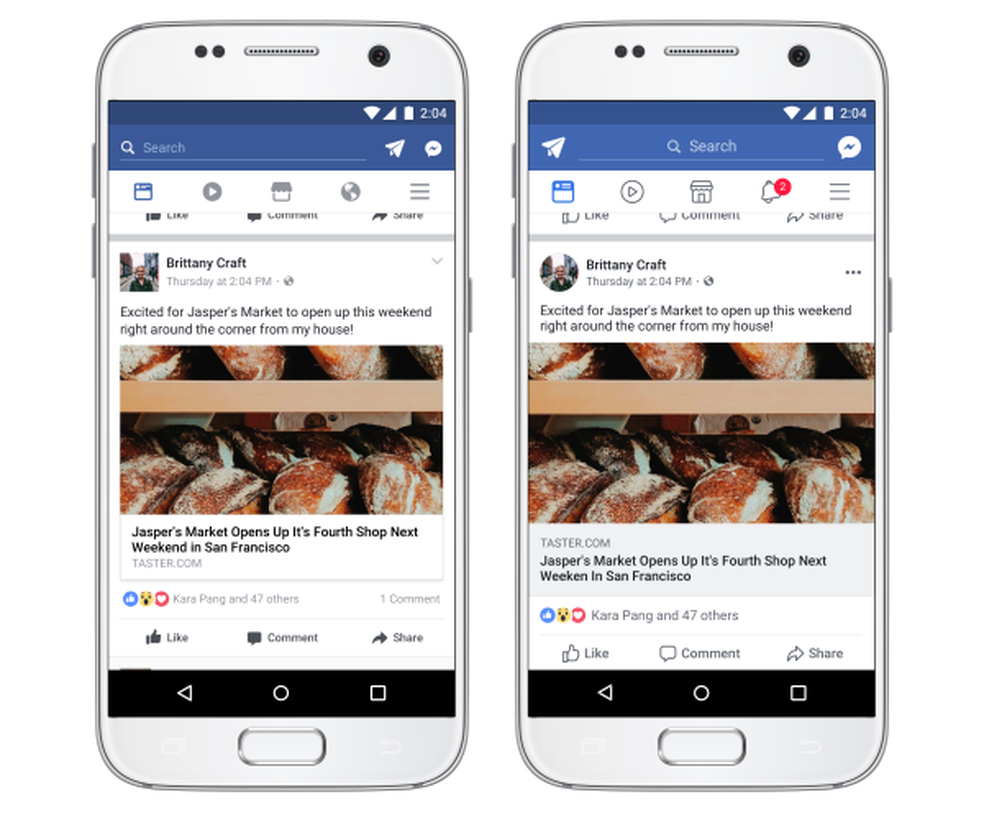 2:04
Search
Like Comment Share
Brittany Craft
Thursday at 2:04 PM ·
Excited for Jasper's Market to open up this weekend
right around the corner from my house!
Jasper's Market Opens Up It's Fourth Shop Next
Weekend in San Francisco
TASTER.COM
Kara Pang and 47 others 1 Comment
Like Comment Share
2:04
Search
2
Like Comment Share
Brittany Craft
Thursday at 2:04 PM ·
Excited for Jasper's Market to open up this weekend
right around the corner from my house!
TASTER.COM
Jasper's Market Opens Up It's Fourth Shop Next
Weeken In San Francisco
Kara Pang and 47 others
Like Comment Share